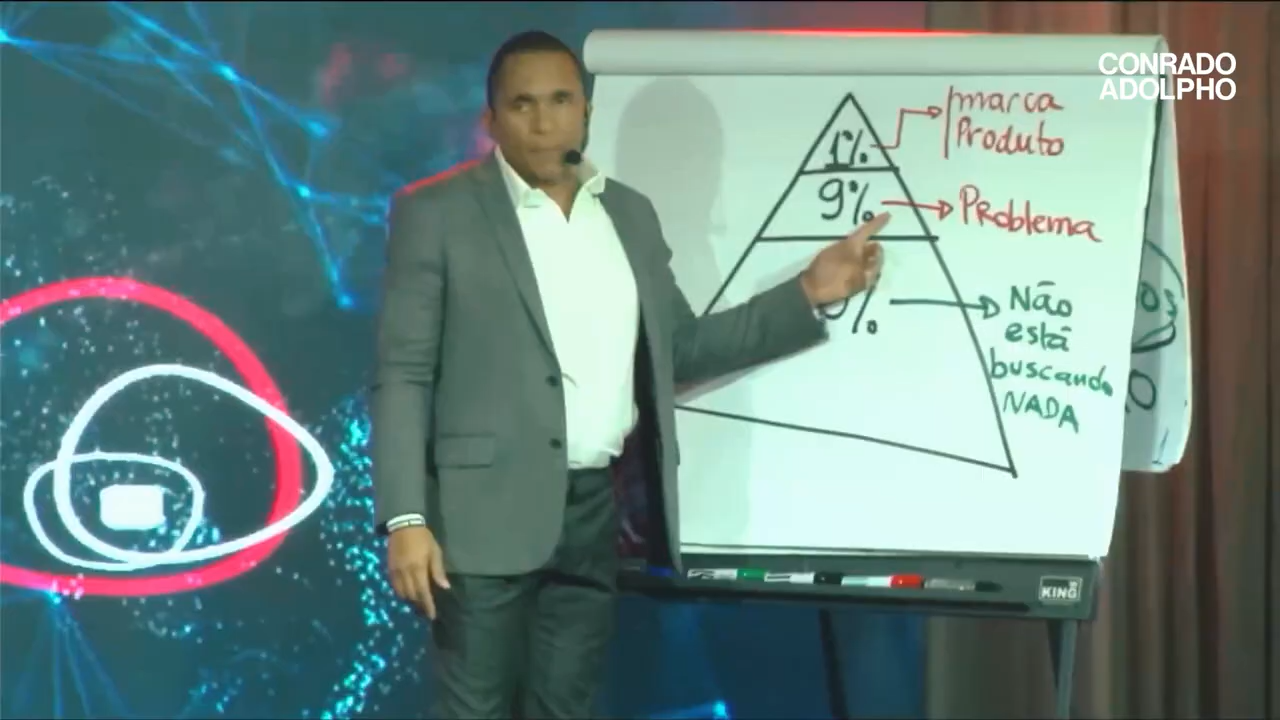 CONRADO
ADOLPHO
marca
Produto
1%
9%
Problema
%
Não
está
buscando
NADA
KING